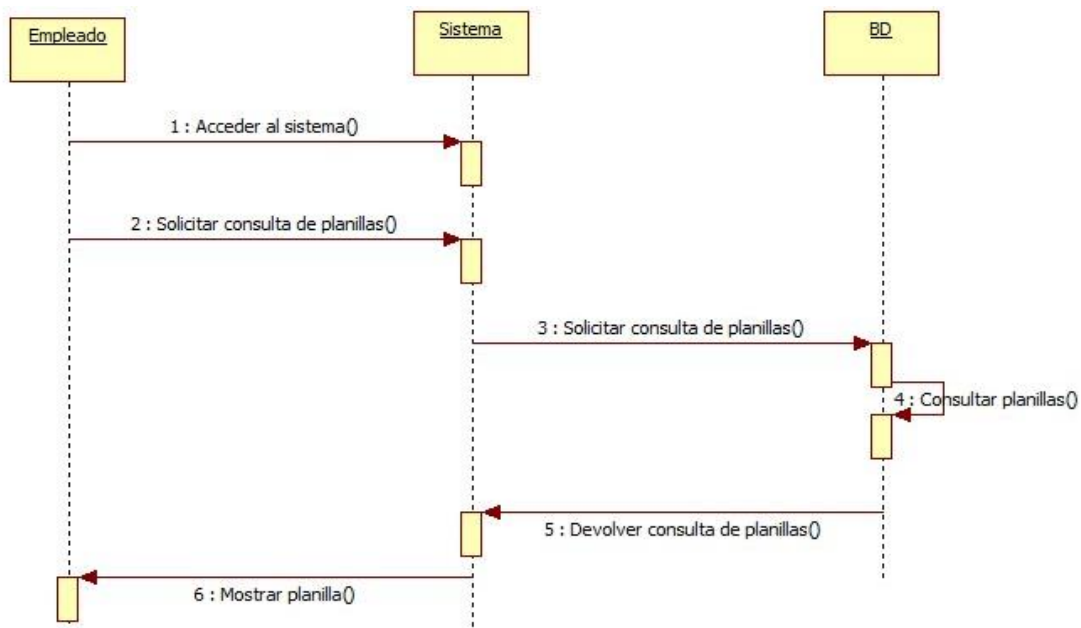 Empleado
Sistema
BD
1 : Acceder al sistema()
2 : Solicitar consulta de planillas()
3 : Solicitar consulta de planillas()
4 : Consultar planillas()
5 : Devolver consulta de planillas()
6 : Mostrar planilla()